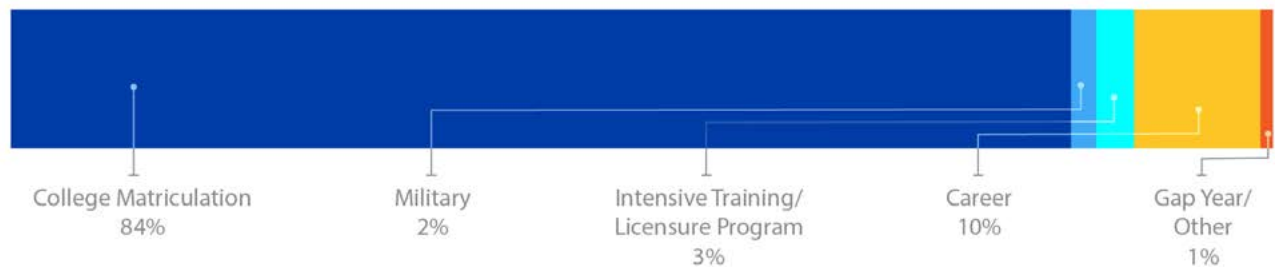 College Matriculation
84%
Military
2%
Intensive Training/
Licensure Program
3%
Career
10%
Gap Year/
Other
1%